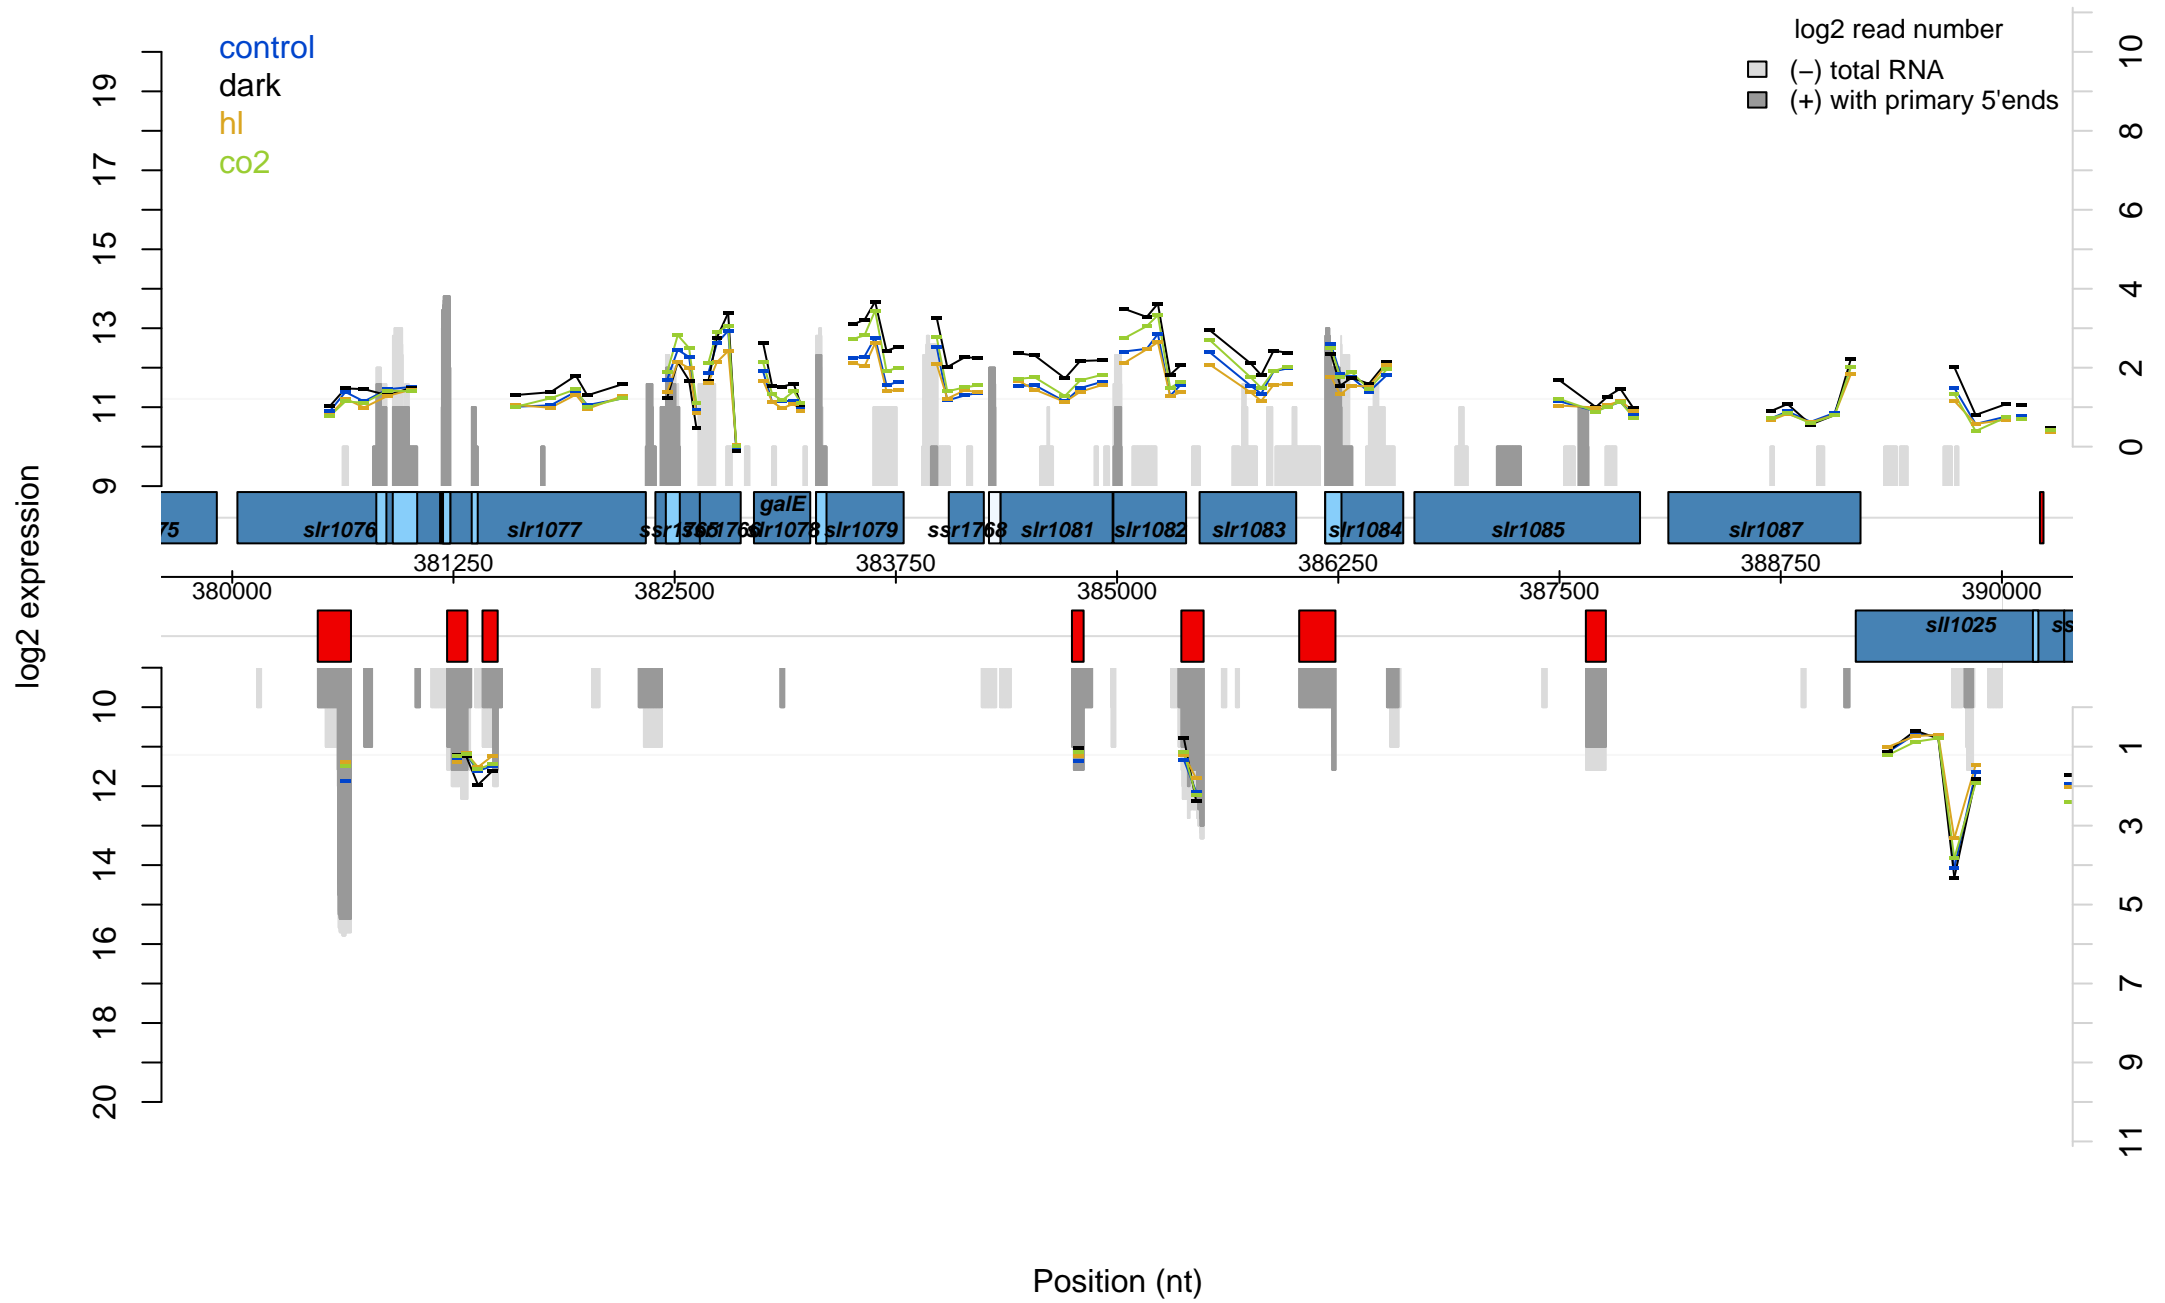 control
dark
hl
co2
log2 read number
(−) total RNA
(+) with primary 5'ends
19
17
15
13
11
9
10
8
6
4
2
0
log2 expression
galE
75
slr1076
slr1077
ssr1765
slr1078
slr1079
ssr1768
slr1081
slr1082
slr1083
slr1084
slr1085
slr1087
381250
383750
386250
388750
380000
382500
385000
387500
390000
sll1025
ss
10
12
14
16
18
20
1
3
5
7
9
11
Position (nt)